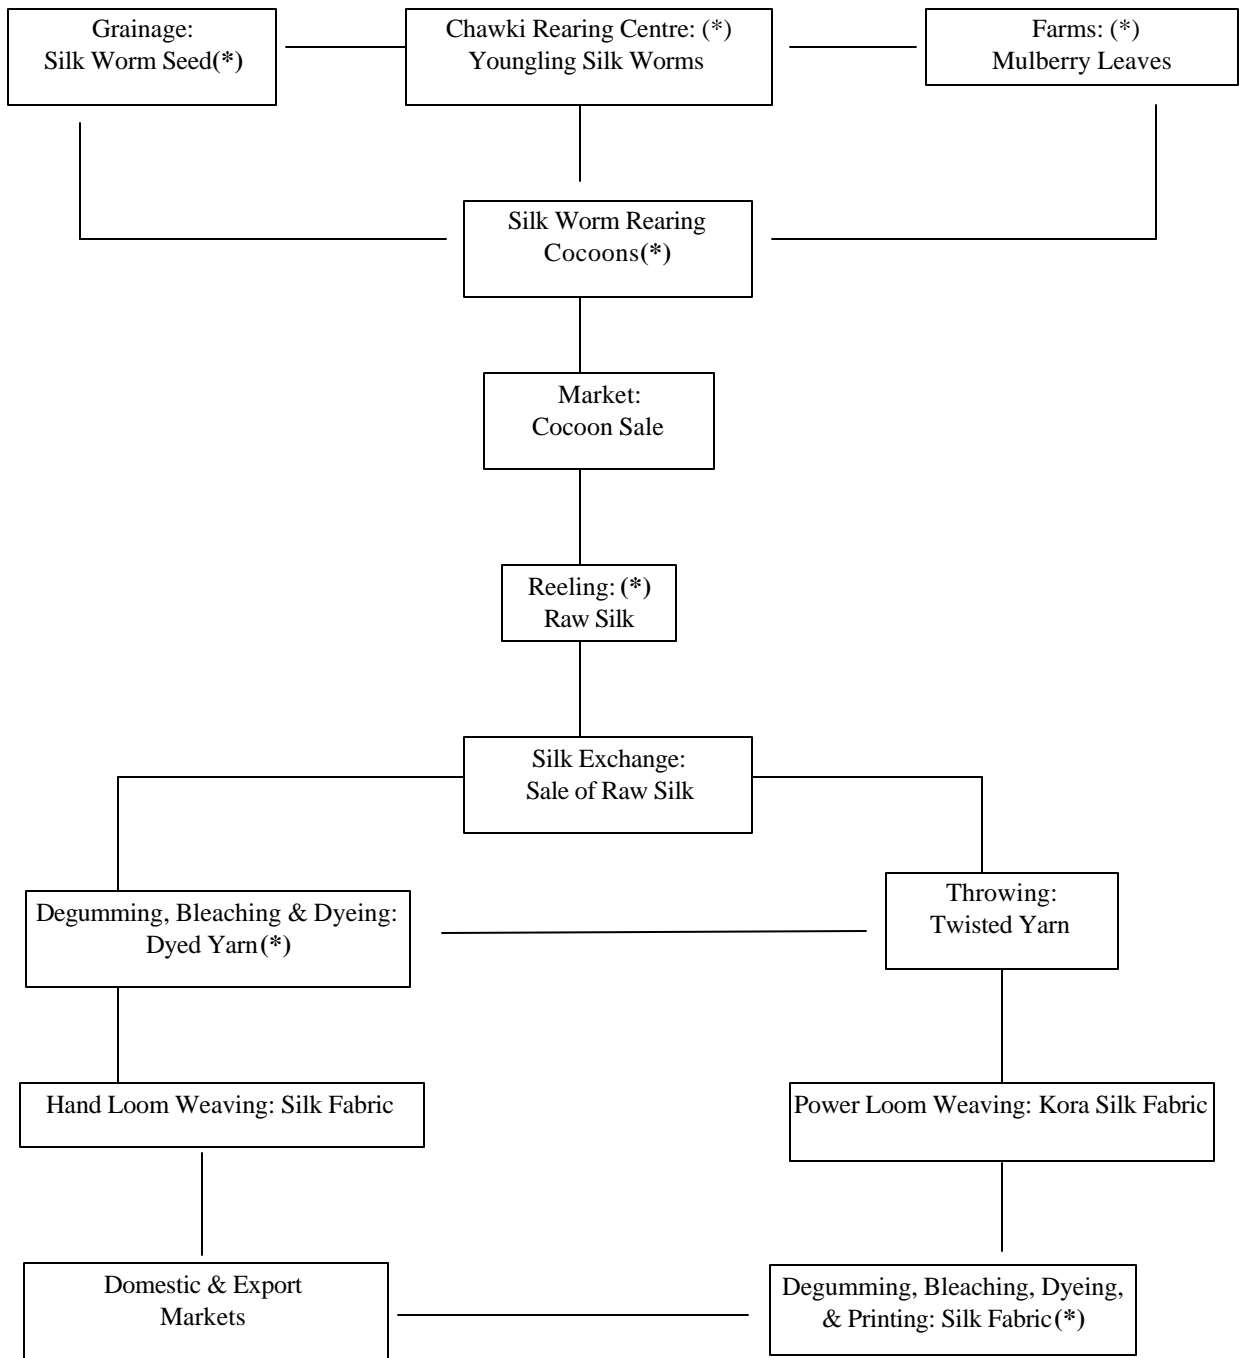 Grainage:
Silk Worm Seed(*)
Chawki Rearing Centre: (*)
Youngling Silk Worms
Farms: (*)
Mulberry Leaves
Silk Worm Rearing
Cocoons(*)
Market:
Cocoon Sale
Reeling: (*)
Raw Silk
Silk Exchange:
Sale of Raw Silk
Degumming, Bleaching & Dyeing:
Dyed Yarn(*)
Throwing:
Twisted Yarn
Hand Loom Weaving: Silk Fabric
Power Loom Weaving: Kora Silk Fabric
Domestic & Export
Markets
Degumming, Bleaching, Dyeing,
& Printing: Silk Fabric(*)